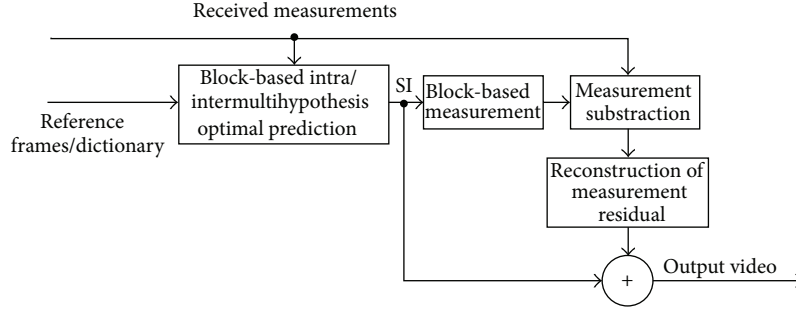 Received measurements
Block-based intra/
intermultihypothesis
optimal prediction
SI
Block-based
measurement
Measurement
substraction
Reference
frames/dictionary
Reconstruction of
measurement
residual
+
Output video